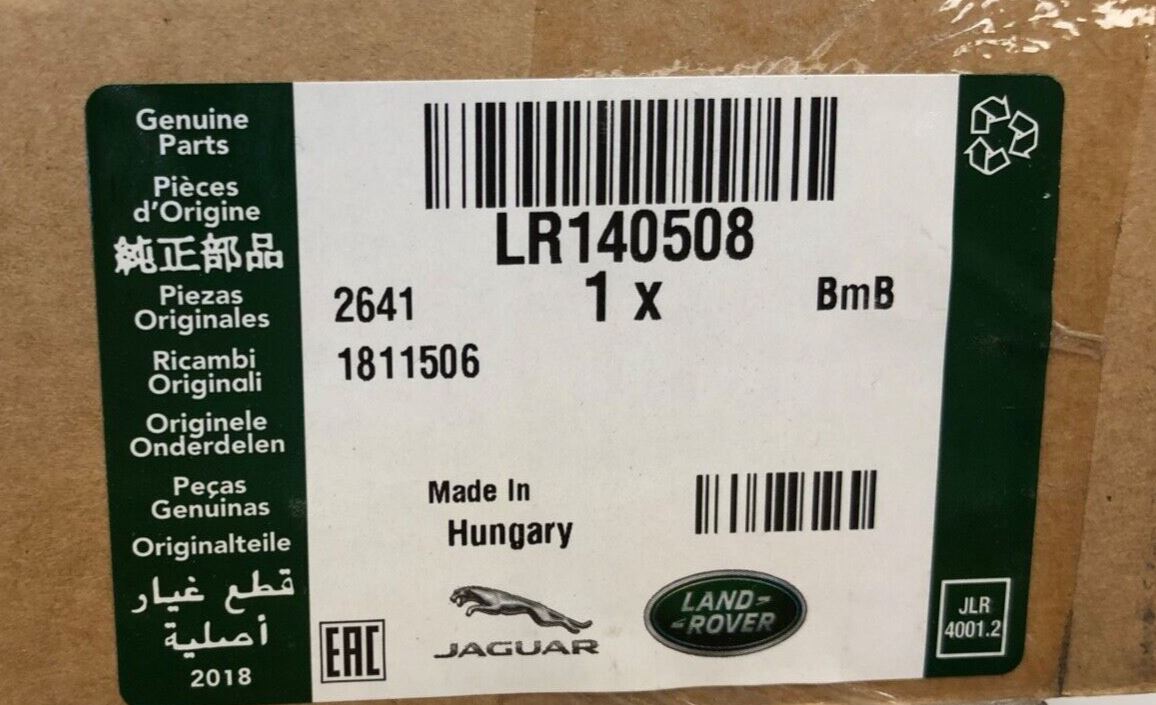 Genuine
Parts
Pièces
d'Origine
純正部品
Piezas
Originales
Ricambi
Originali
Originele
Onderdelen
Peças
Genuinas
Originalteile
قطع غيار
أصلية
2018
LR140508
2641
1 x
BmB
1811506
Made In
Hungary
EAC
JAGUAR
LAND-
-ROVER
JLR
4001.2